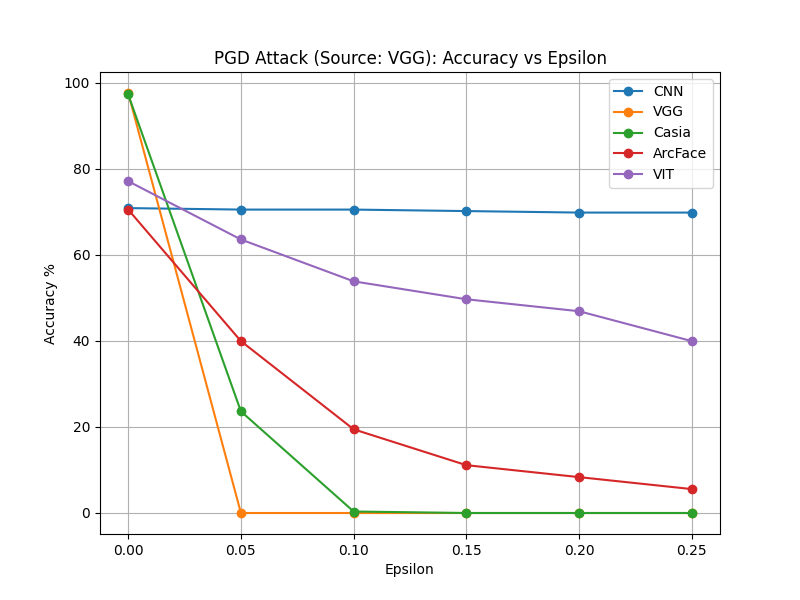 PGD Attack (Source: VGG): Accuracy vs Epsilon
CNN
VGG
Casia
ArcFace
VIT
Accuracy %
100
80
60
40
20
0
0.00 0.05 0.10 0.15 0.20 0.25
Epsilon